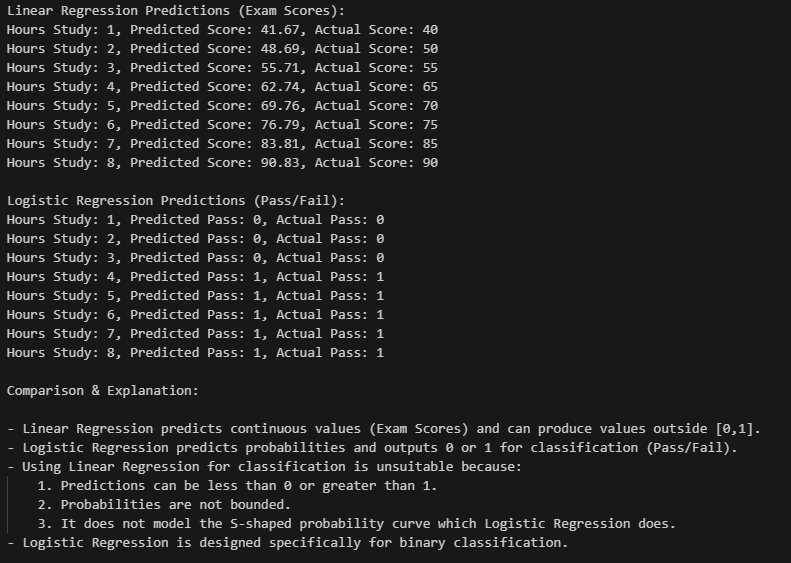 Linear Regression Predictions (Exam Scores):
Hours Study: 1, Predicted Score: 41.67, Actual Score: 40
Hours Study: 2, Predicted Score: 48.69, Actual Score: 50
Hours Study: 3, Predicted Score: 55.71, Actual Score: 55
Hours Study: 4, Predicted Score: 62.74, Actual Score: 65
Hours Study: 5, Predicted Score: 69.76, Actual Score: 70
Hours Study: 6, Predicted Score: 76.79, Actual Score: 75
Hours Study: 7, Predicted Score: 83.81, Actual Score: 85
Hours Study: 8, Predicted Score: 90.83, Actual Score: 90

Logistic Regression Predictions (Pass/Fail):
Hours Study: 1, Predicted Pass: 0, Actual Pass: 0
Hours Study: 2, Predicted Pass: 0, Actual Pass: 0
Hours Study: 3, Predicted Pass: 0, Actual Pass: 0
Hours Study: 4, Predicted Pass: 1, Actual Pass: 1
Hours Study: 5, Predicted Pass: 1, Actual Pass: 1
Hours Study: 6, Predicted Pass: 1, Actual Pass: 1
Hours Study: 7, Predicted Pass: 1, Actual Pass: 1
Hours Study: 8, Predicted Pass: 1, Actual Pass: 1

Comparison & Explanation:

- Linear Regression predicts continuous values (Exam Scores) and can produce values outside [0,1].
- Logistic Regression predicts probabilities and outputs 0 or 1 for classification (Pass/Fail).
- Using Linear Regression for classification is unsuitable because:
    1. Predictions can be less than 0 or greater than 1.
    2. Probabilities are not bounded.
    3. It does not model the S-shaped probability curve which Logistic Regression does.
- Logistic Regression is designed specifically for binary classification.